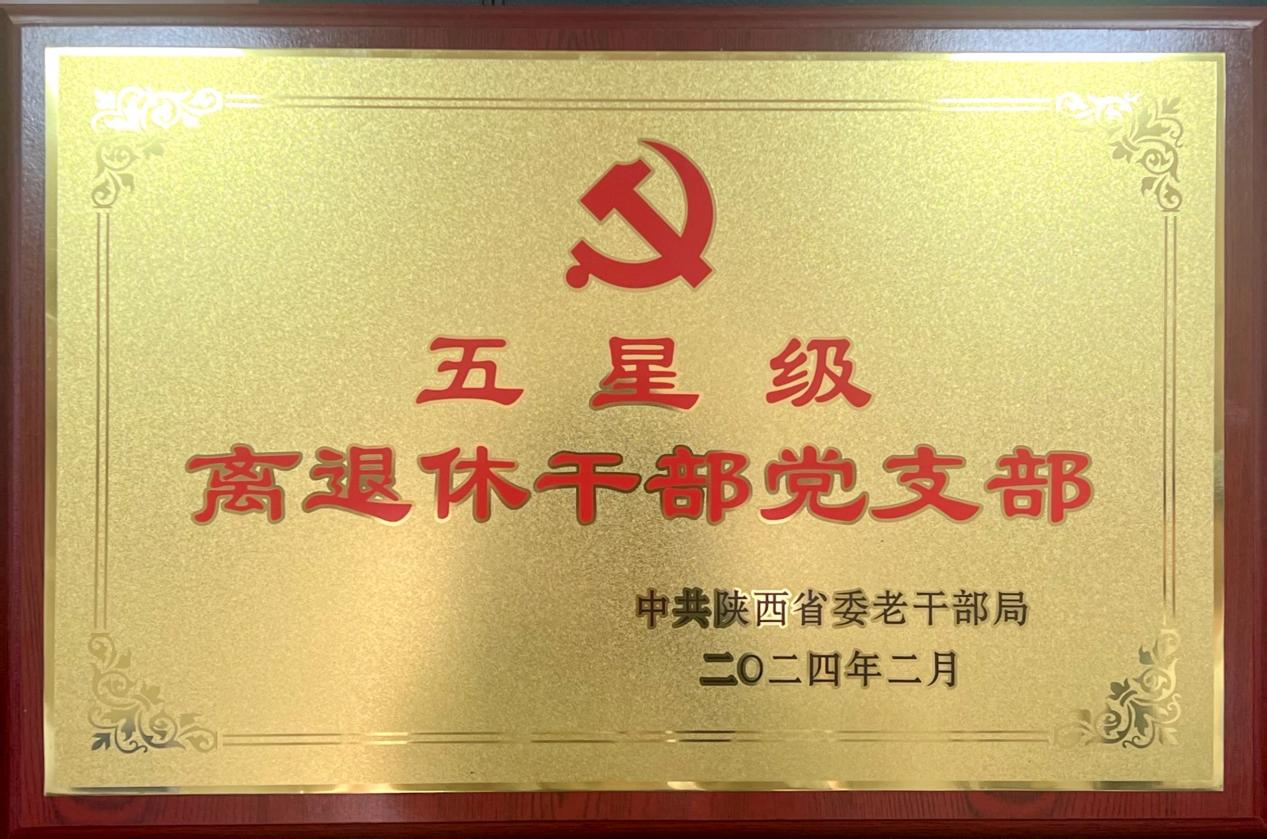 五星级
离退休干部党支部
中共陕西省委老干部局
二〇二四年二月